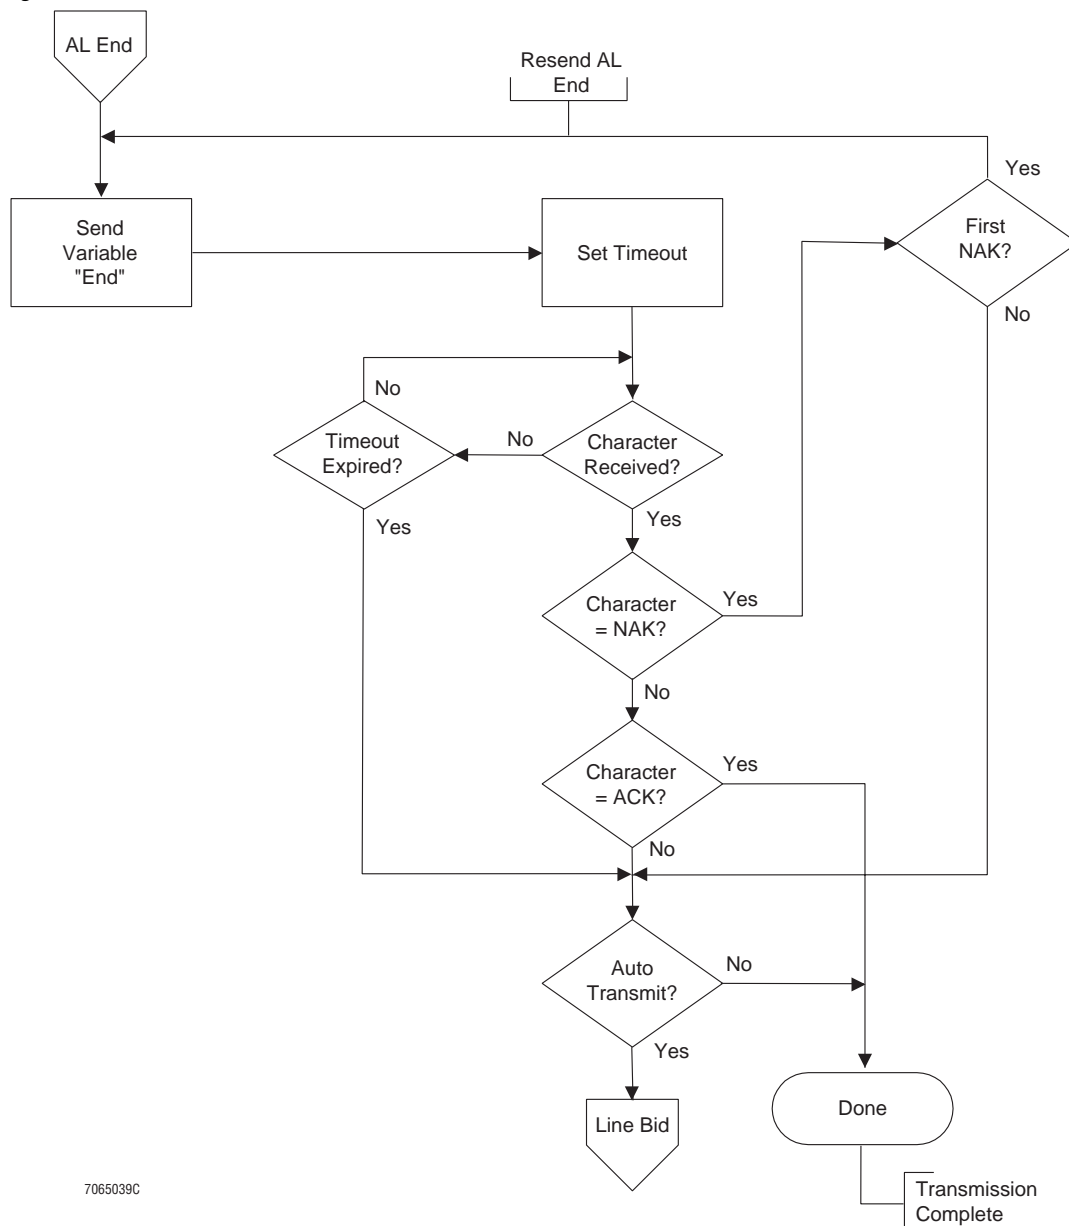 AL End
Resend AL
End
Yes
Send
Variable
"End"
Set Timeout
First
NAK?
No
No
Timeout
Expired?
No
Character
Received?
Yes
Yes
Character
= NAK?
Yes
No
Character
= ACK?
Yes
No
Auto
Transmit?
No
Yes
Line Bid
Done
7065039C
Transmission
Complete